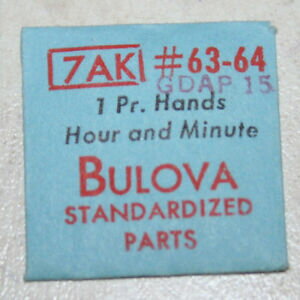 7AK #63-64
GDAP 15
1 Pr. Hands
Hour and Minute
BULOVA
STANDARDIZED
PARTS